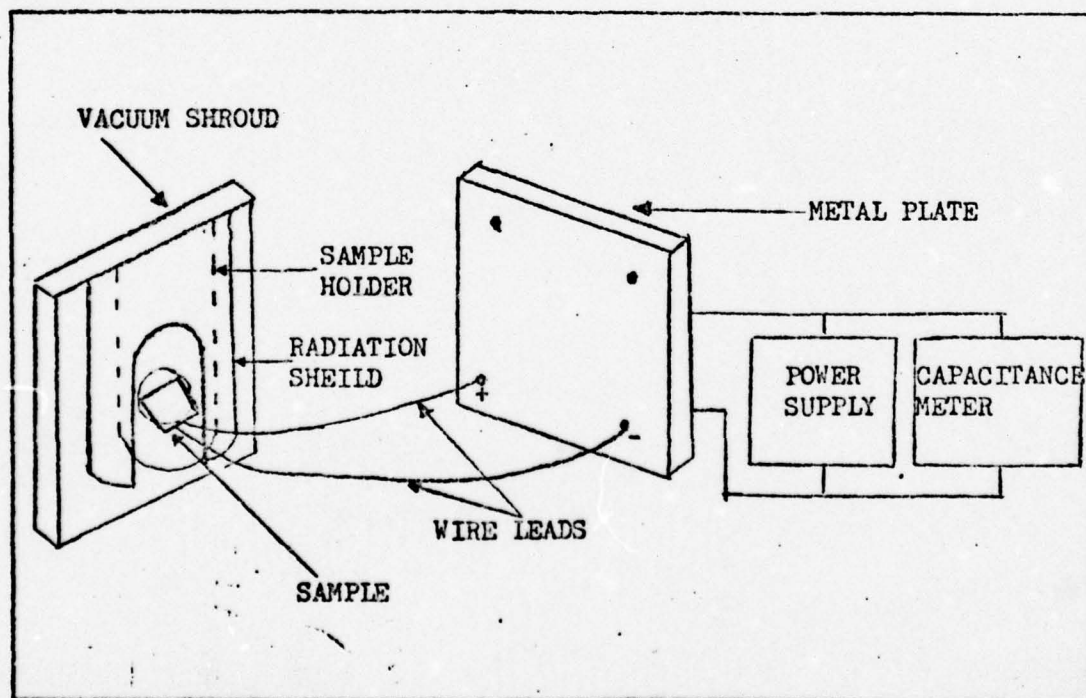 VACUUM SHROUD
METAL PLATE
SAMPLE
HOLDER
RADIATION
SHEILD
POWER
SUPPLY
CAPACITANCE
METER
+
-
WIRE LEADS
SAMPLE